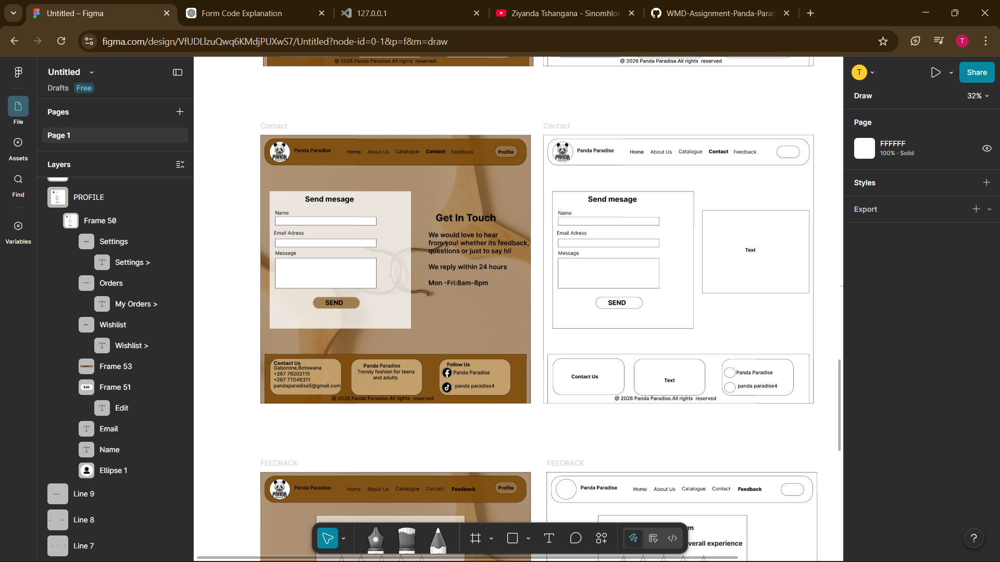 Untitled – Figma
Form Code Explanation
127.0.0.1
Ziyanda Tshangana - Sinomhlo
WMD-Assignment-Panda-Parad
figma.com/design/VfUDLlzuQwq6KMdjPUXwS7/Untitled?node-id=0-1&p=f&m=draw
T
Untitled
Drafts
Free
Pages
Page 1
Layers
File
Assets
Find
Variables
PROFILE
Frame 50
Settings
T
Settings >
Orders
T
My Orders >
Wishlist
T
Wishlist >
Frame 53
Edit
Frame 51
T
Edit
T
Email
T
Name
Ellipse 1
Line 9
Line 8
Line 7
@ 2026 Panda Paradise.All rights reserved
@ 2026 Panda Paradise.All rights reserved
Contact
PANDA
Panda Paradise
Home
About Us
Catalogue
Contact
Feedback
Profile
Send mesage
Name
Email Adress
Message
SEND
Get In Touch
We would love to hear
from you! whether its feedback,
questions or just to say hi!
We reply within 24 hours
Mon -Fri:8am-8pm
Contact Us
Gaborone,Botswana
+267 78202115
+267 77046311
pandaparadise5@gmail.com
Panda Paradise
Trendy fashion for teens
and adults
Follow Us
Panda Paradise
panda paradise4
@ 2026 Panda Paradise.All rights reserved
Contact
PANDA
Panda Paradise
Home
About Us
Catalogue
Contact
Feedback
Send mesage
Name
Email Adress
Message
SEND
Text
Contact Us
Text
Panda Paradise
panda paradise4
@ 2026 Panda Paradise.All rights reserved
FEEDBACK
PANDA
Panda Paradise
Home
About Us
Catalogue
Contact
Feedback
Profile
FEEDBACK
Panda Paradise
Home
About Us
Catalogue
Contact
Feedback
rm
verall experience
T
Share
Draw
32%
Page
FFFFFF
100% · Solid
Styles
Export
?